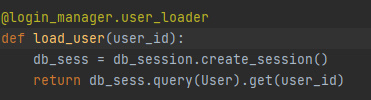 @login_manager.user_loader
def load_user(user_id):
    db_sess = db_session.create_session()
    return db_sess.query(User).get(user_id)